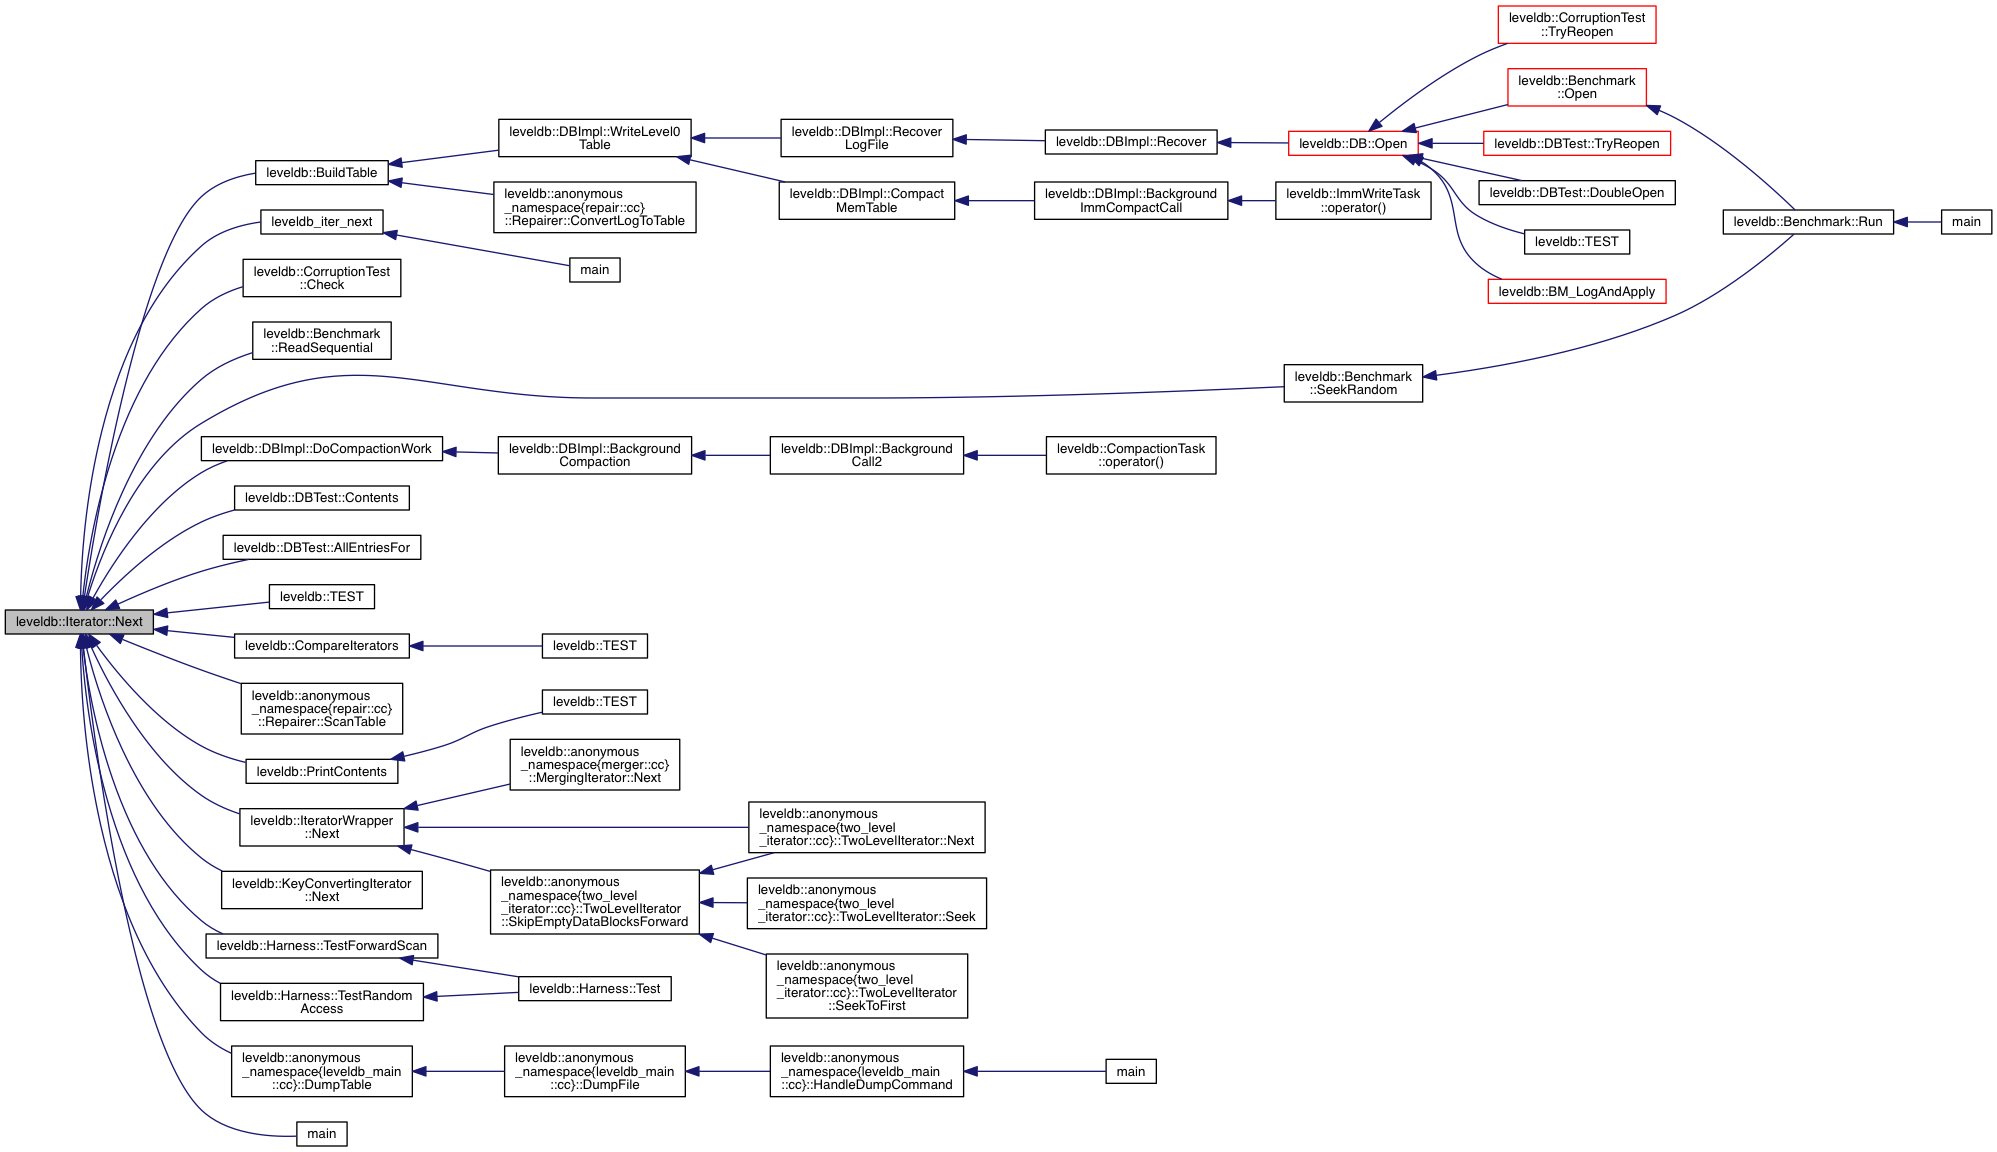 leveldb::Iterator::Next
leveldb::BuildTable
leveldb::DBImpl::WriteLevel0
Table
leveldb::DBImpl::Recover
LogFile
leveldb::DBImpl::Recover
leveldb::DB::Open
leveldb::CorruptionTest
::TryReopen
leveldb::Benchmark
::Open
leveldb::DBTest::TryReopen
leveldb::DBTest::DoubleOpen
leveldb::TEST
leveldb::BM_LogAndApply
leveldb::Benchmark::Run
main
leveldb::DBImpl::Compact
MemTable
leveldb::DBImpl::Background
ImmCompactCall
leveldb::ImmWriteTask
::operator()
leveldb::anonymous
_namespace{repair::cc}
::Repairer::ConvertLogToTable
leveldb_iter_next
main
leveldb::CorruptionTest
::Check
leveldb::Benchmark
::ReadSequential
leveldb::Benchmark
::SeekRandom
leveldb::DBImpl::DoCompactionWork
leveldb::DBImpl::Background
Compaction
leveldb::DBImpl::Background
Call2
leveldb::CompactionTask
::operator()
leveldb::DBTest::Contents
leveldb::DBTest::AllEntriesFor
leveldb::TEST
leveldb::CompareIterators
leveldb::TEST
leveldb::anonymous
_namespace{repair::cc}
::Repairer::ScanTable
leveldb::PrintContents
leveldb::TEST
leveldb::IteratorWrapper
::Next
leveldb::anonymous
_namespace{merger::cc}
::MergingIterator::Next
leveldb::anonymous
_namespace{two_level
_iterator::cc}::TwoLevelIterator::Next
leveldb::anonymous
_namespace{two_level
_iterator::cc}::TwoLevelIterator
::SkipEmptyDataBlocksForward
leveldb::anonymous
_namespace{two_level
_iterator::cc}::TwoLevelIterator::Seek
leveldb::anonymous
_namespace{two_level
_iterator::cc}::TwoLevelIterator
::SeekToFirst
leveldb::KeyConvertingIterator
::Next
leveldb::Harness::TestForwardScan
leveldb::Harness::Test
leveldb::Harness::TestRandom
Access
leveldb::anonymous
_namespace{leveldb_main
::cc}::DumpTable
leveldb::anonymous
_namespace{leveldb_main
::cc}::DumpFile
leveldb::anonymous
_namespace{leveldb_main
::cc}::HandleDumpCommand
main
main